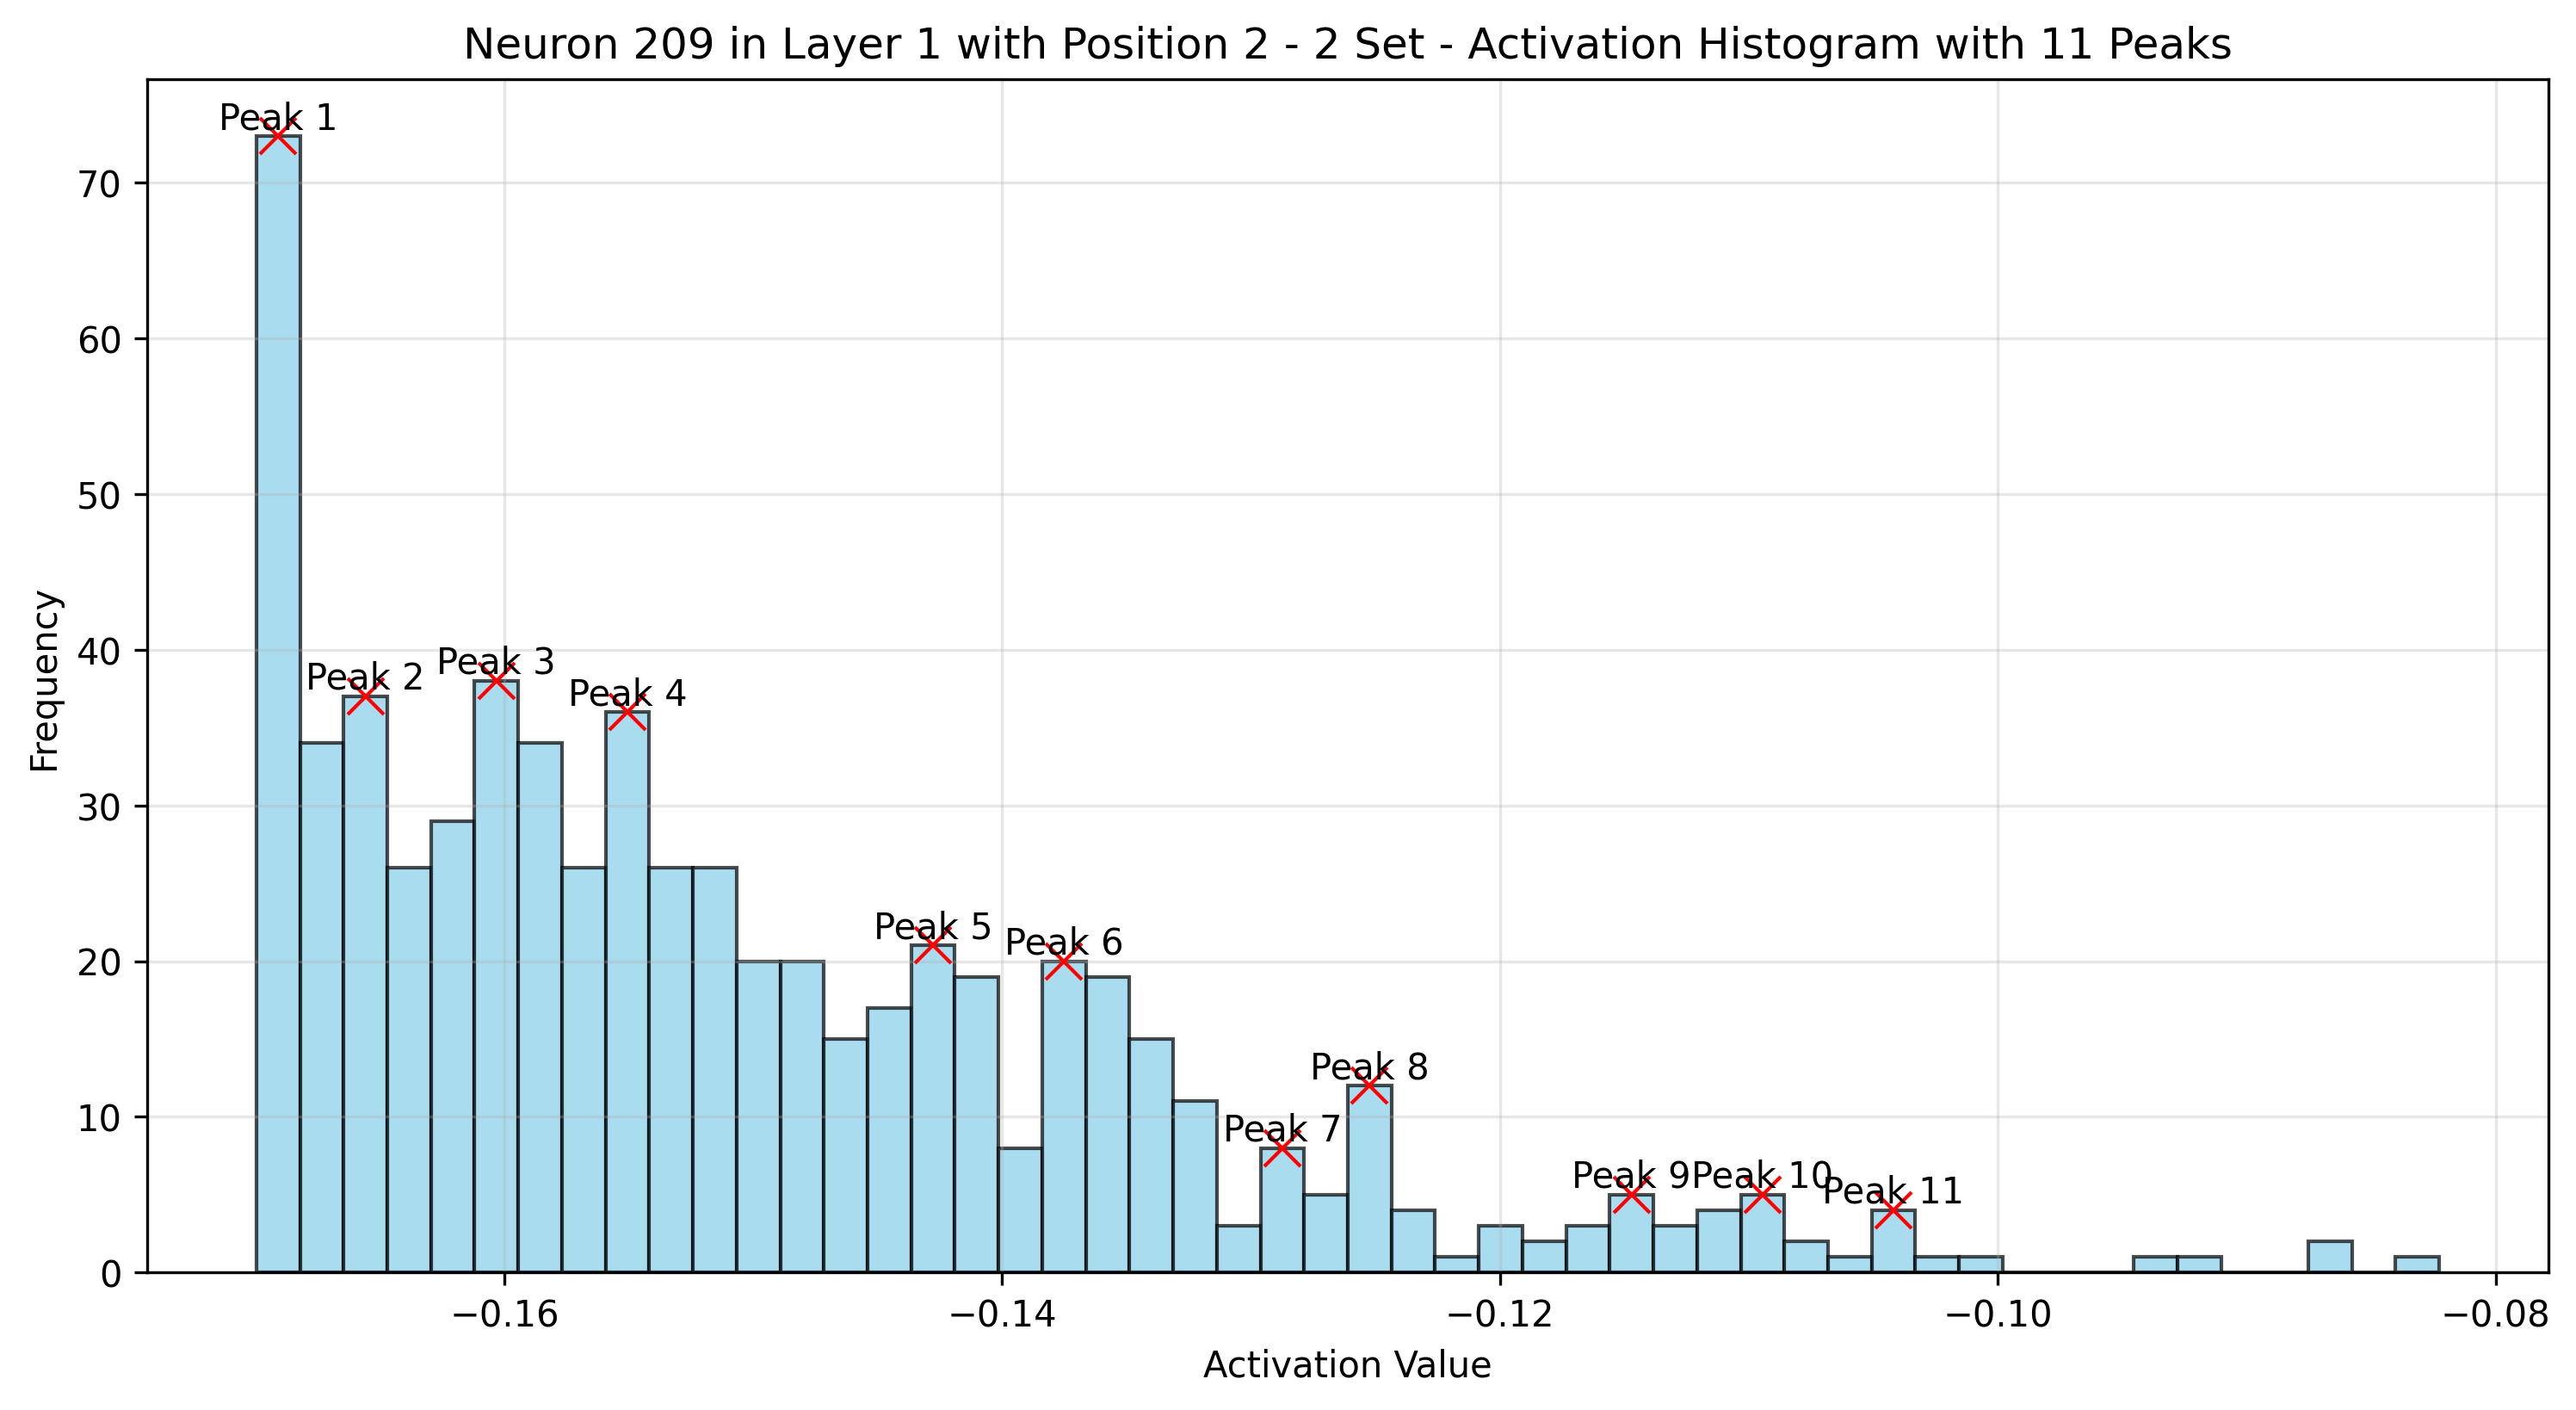 Neuron 209 in Layer 1 with Position 2 - 2 Set - Activation Histogram with 11 Peaks
Peak 1
70
60
50
40
30
20
10
0
Frequency
Peak 2
Peak 3
Peak 4
Peak 5
Peak 6
Peak 7
Peak 8
Peak 9
Peak 10
Peak 11
−0.16
−0.14
−0.12
−0.10
−0.08
Activation Value